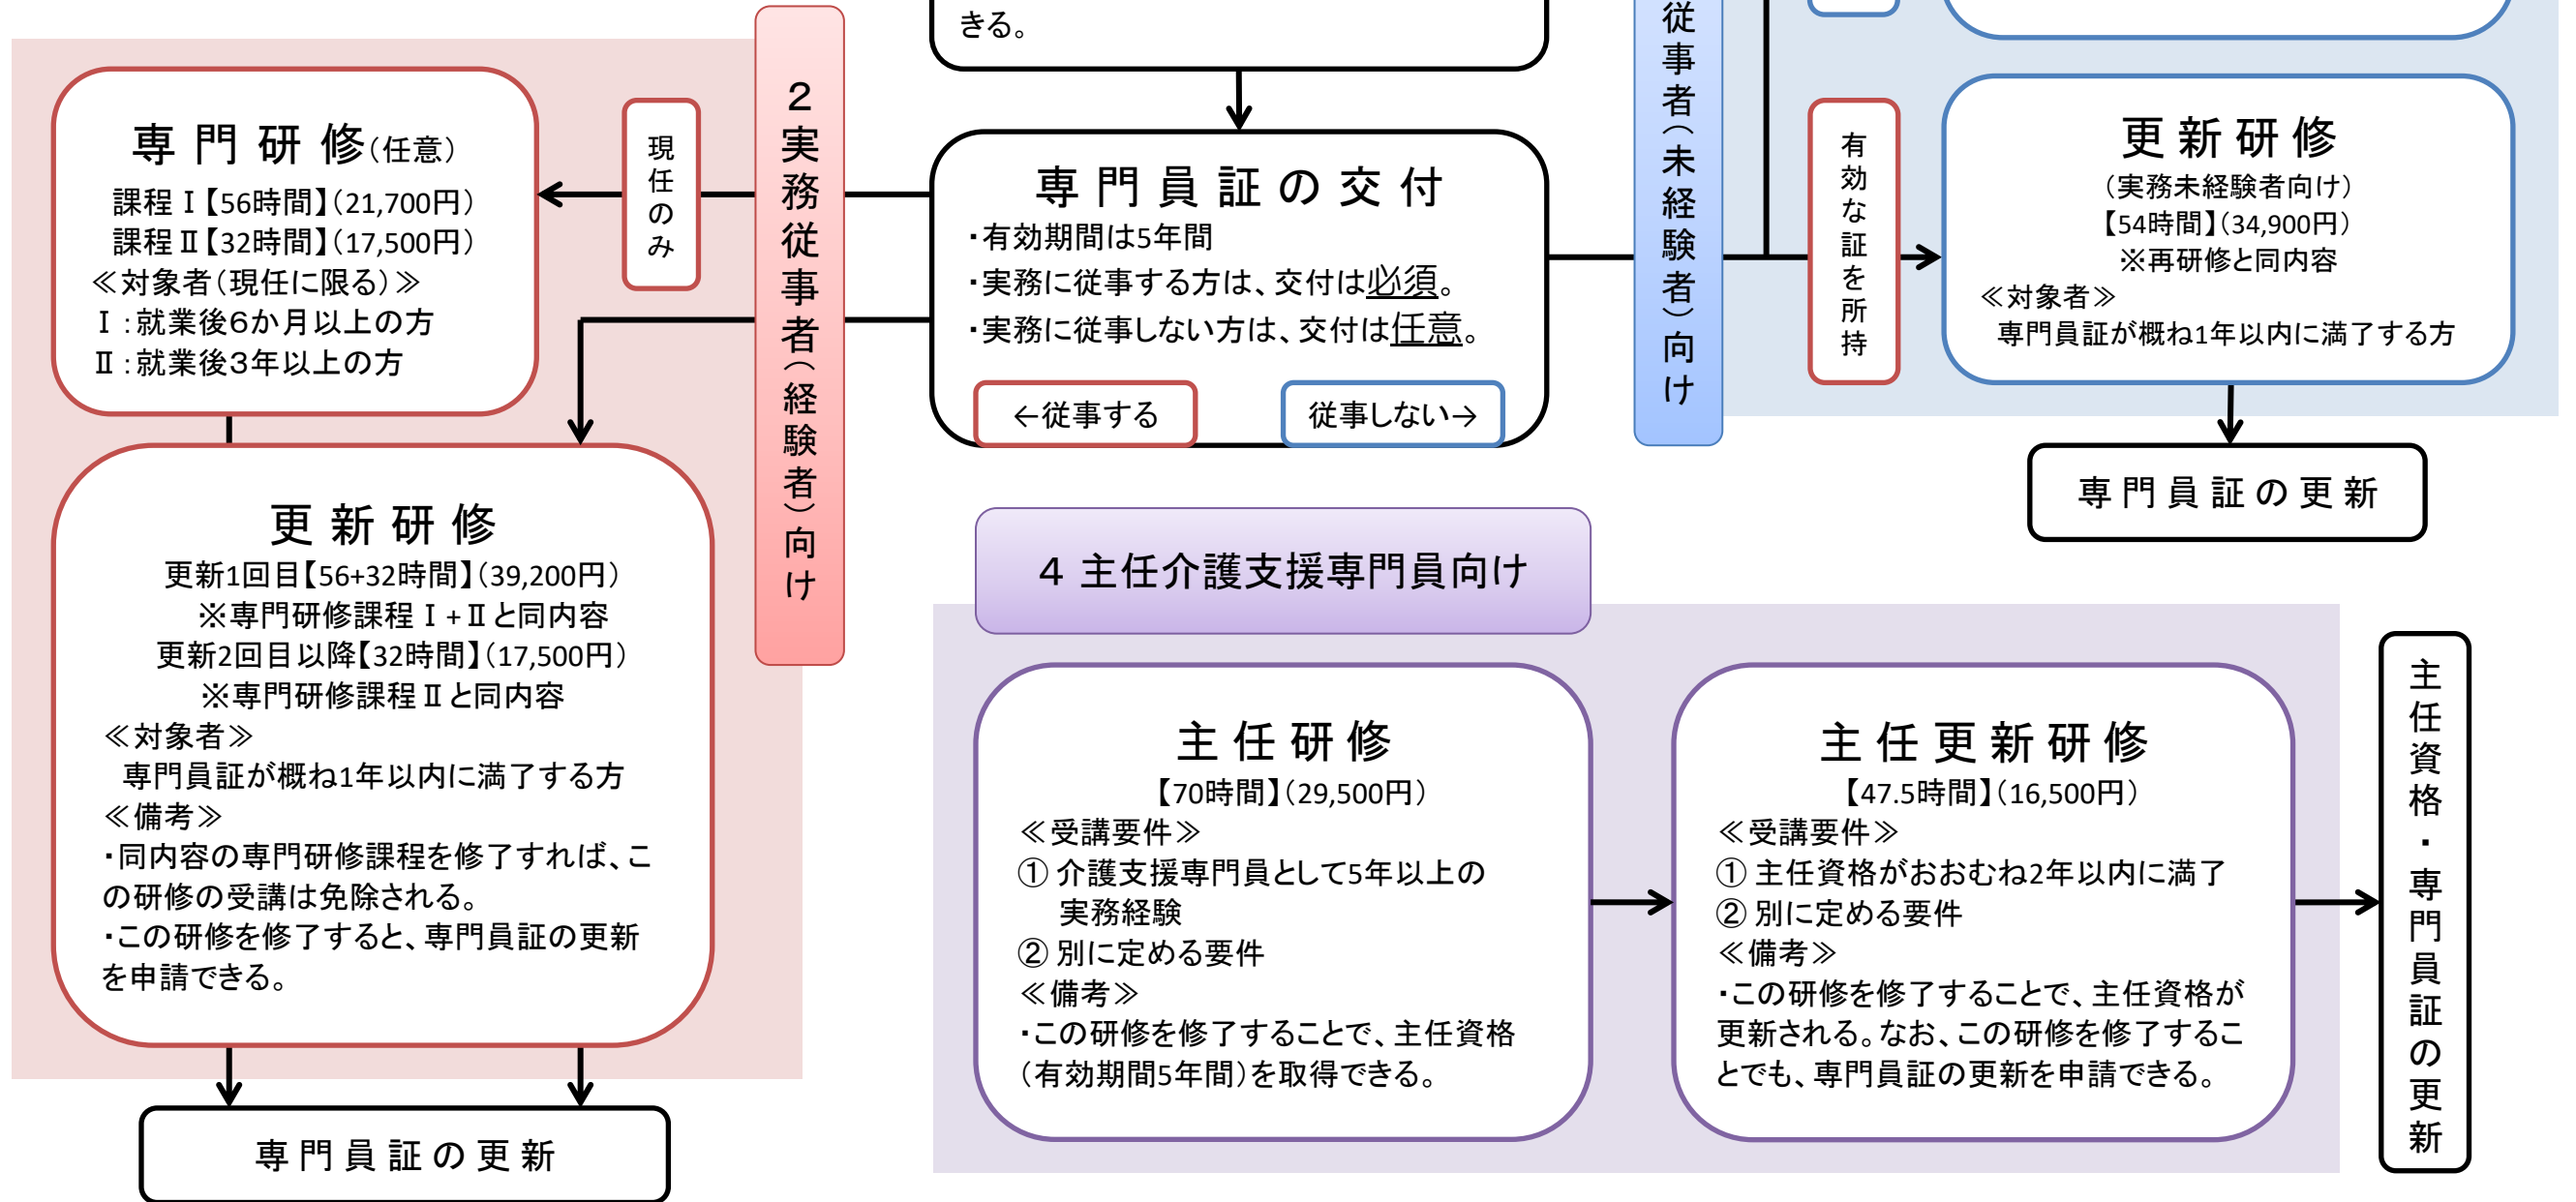 きる。
専門研修(任意)
課程Ⅰ【56時間】(21,700円)
課程Ⅱ【32時間】(17,500円)
≪対象者(現任に限る)≫
Ⅰ:就業後6か月以上の方
Ⅱ:就業後3年以上の方
現任のみ
2実務従事者(経験者)向け
専門員証の交付
・有効期間は5年間
・実務に従事する方は、交付は必須。
・実務に従事しない方は、交付は任意。
←従事する
従事しない→
従事者(未経験者)向け
有効な証を所持
更新研修
(実務未経験者向け)
【54時間】(34,900円)
※再研修と同内容
≪対象者≫
専門員証が概ね1年以内に満了する方
専門員証の更新
更新研修
更新1回目【56+32時間】(39,200円)
※専門研修課程Ⅰ+Ⅱと同内容
更新2回目以降【32時間】(17,500円)
※専門研修課程Ⅱと同内容
≪対象者≫
専門員証が概ね1年以内に満了する方
≪備考≫
・同内容の専門研修課程を修了すれば、こ
の研修の受講は免除される。
・この研修を修了すると、専門員証の更新
を申請できる。
専門員証の更新
4 主任介護支援専門員向け
主任研修
【70時間】(29,500円)
≪受講要件≫
① 介護支援専門員として5年以上の
実務経験
② 別に定める要件
≪備考≫
・この研修を修了することで、主任資格
(有効期間5年間)を取得できる。
主任更新研修
【47.5時間】(16,500円)
≪受講要件≫
① 主任資格がおおむね2年以内に満了
② 別に定める要件
≪備考≫
・この研修を修了することで、主任資格が
更新される。なお、この研修を修了するこ
とでも、専門員証の更新を申請できる。
主任資格・専門員証の更新